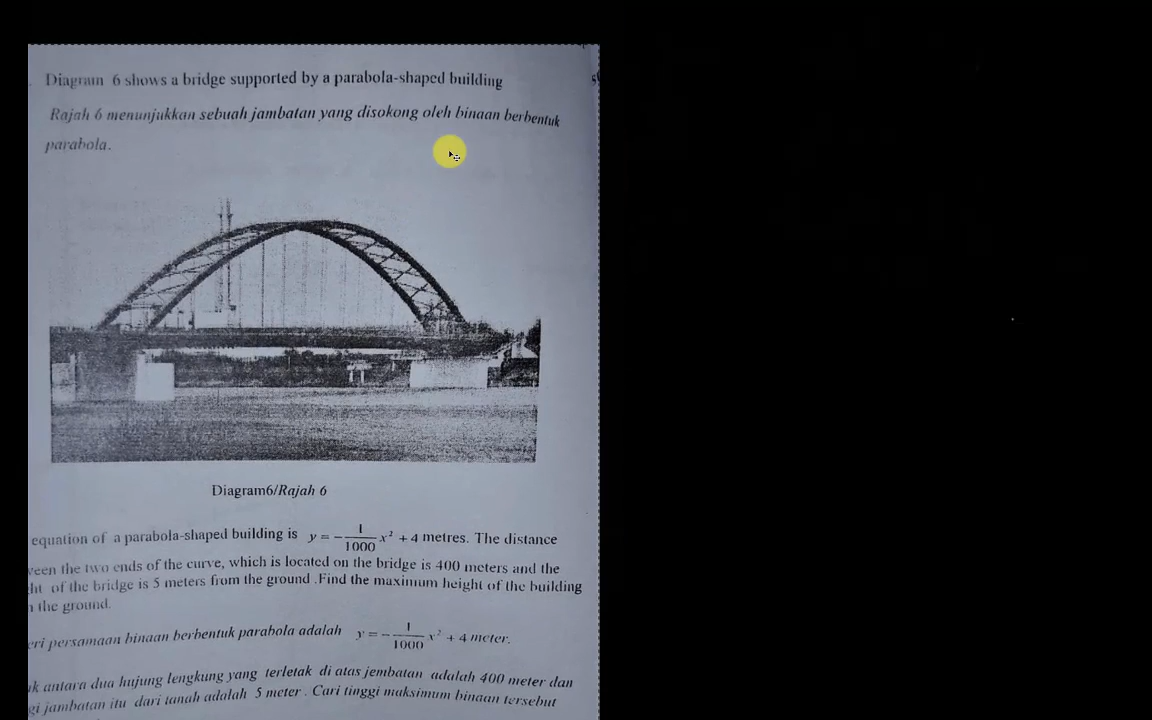 Diagram 6 shows a bridge supported by a parabola-shaped building
Rajah 6 menunjukkan sebuah jambatan yang disokong oleh binaan berbentuk
parabola.
Diagram6/Rajah 6
equation of a parabola-shaped building is y = -\frac{1}{1000}x² + 4 metres. The distance
the two ends of the curve, which is located on the bridge is 400 meters and the
of the bridge is 5 meters from the ground .Find the maximum height of the building
the ground.
persamaan binaan berbentuk parabola adalah y = -\frac{1}{1000}x² + 4 meter.
antara dua hujung lengkung yang terletak di atas jembatan adalah 400 meter dan
jambatan itu dari tanah adalah 5 meter . Cari tinggi maksimum binaan tersebut